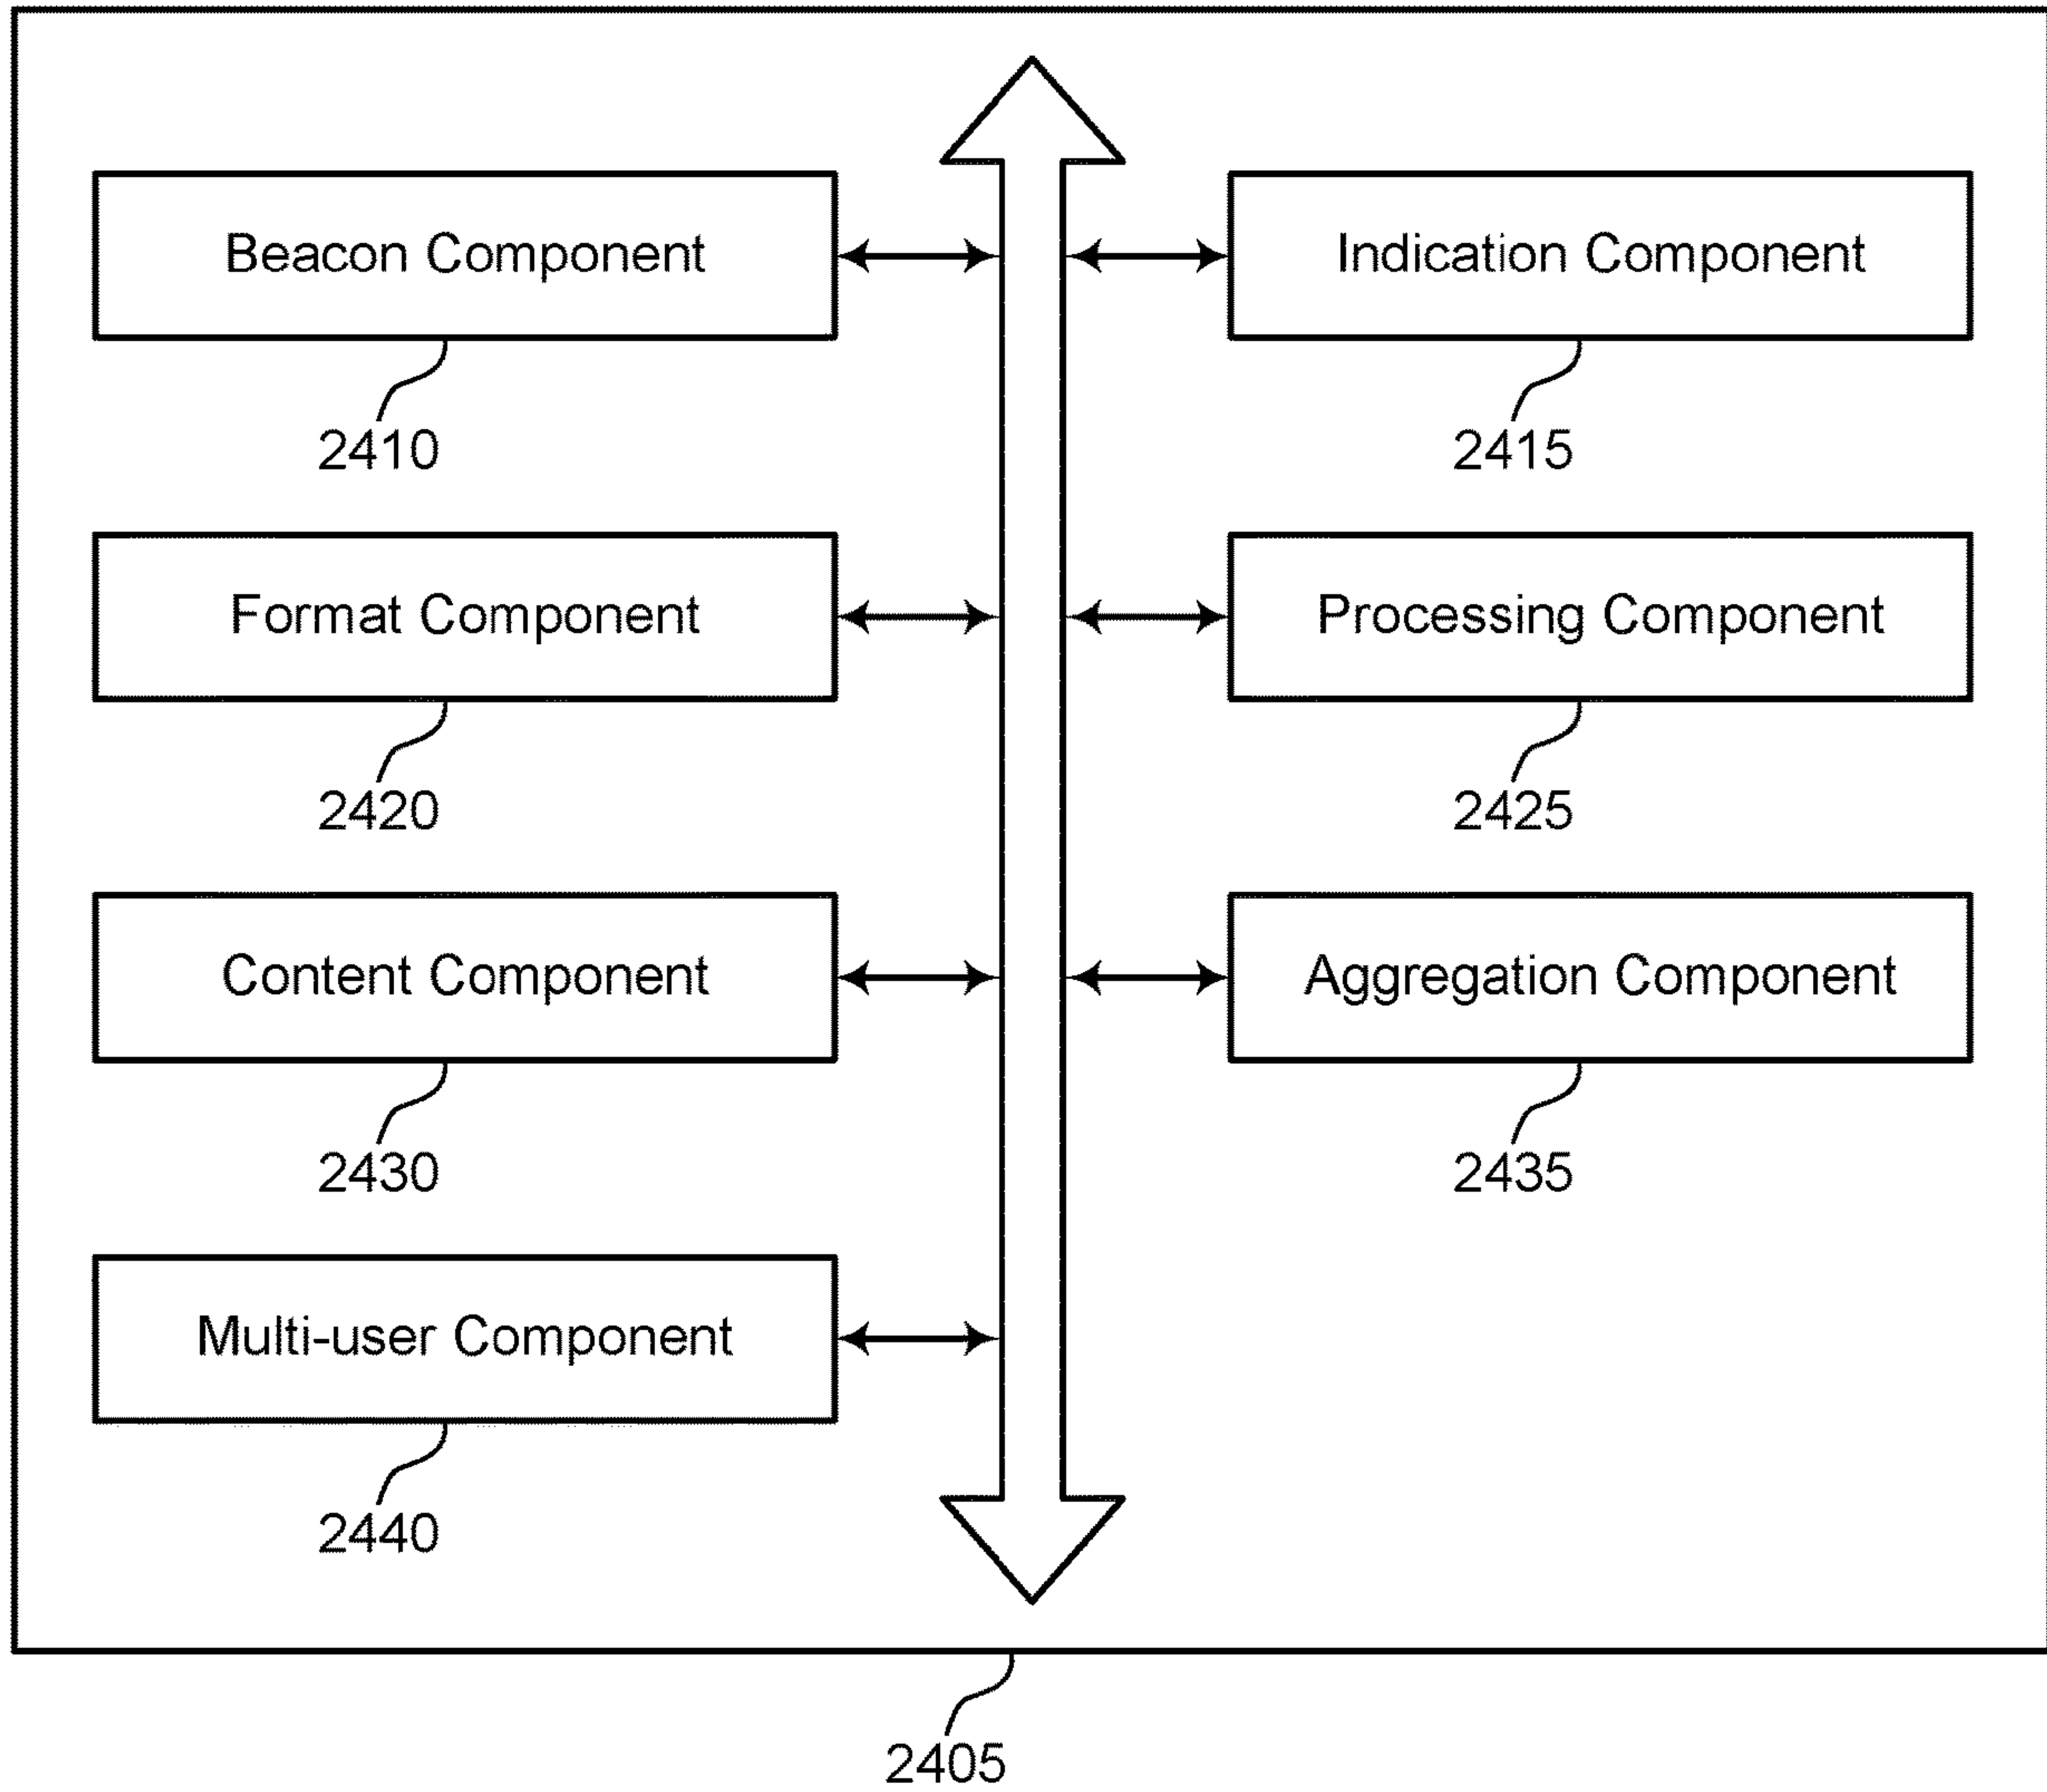 Beacon Component
Indication Component
2410
2415
Format Component
Processing Component
2420
2425
Content Component
Aggregation Component
2430
2435
Multi-user Component
2440
2405